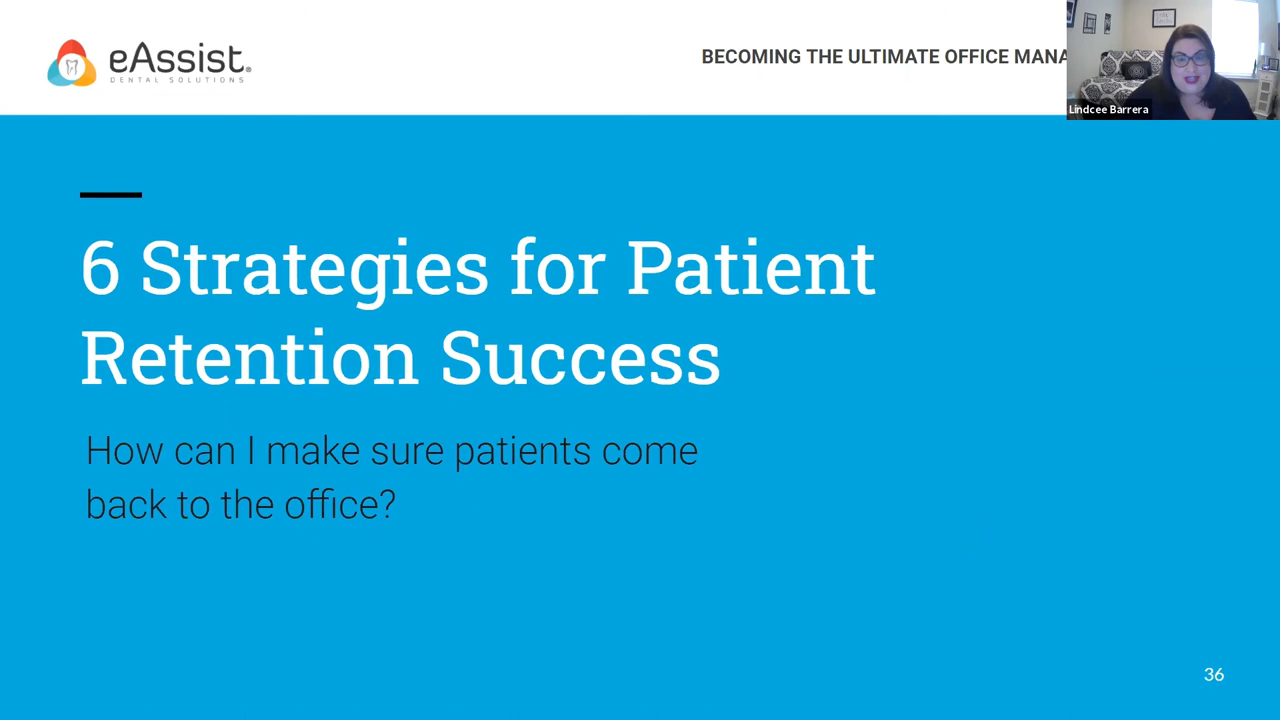 eAssist.
DENTAL SOLUTIONS
BECOMING THE ULTIMATE OFFICE MANA
Lindcee Barrera
6 Strategies for Patient
Retention Success
How can I make sure patients come
back to the office?
36